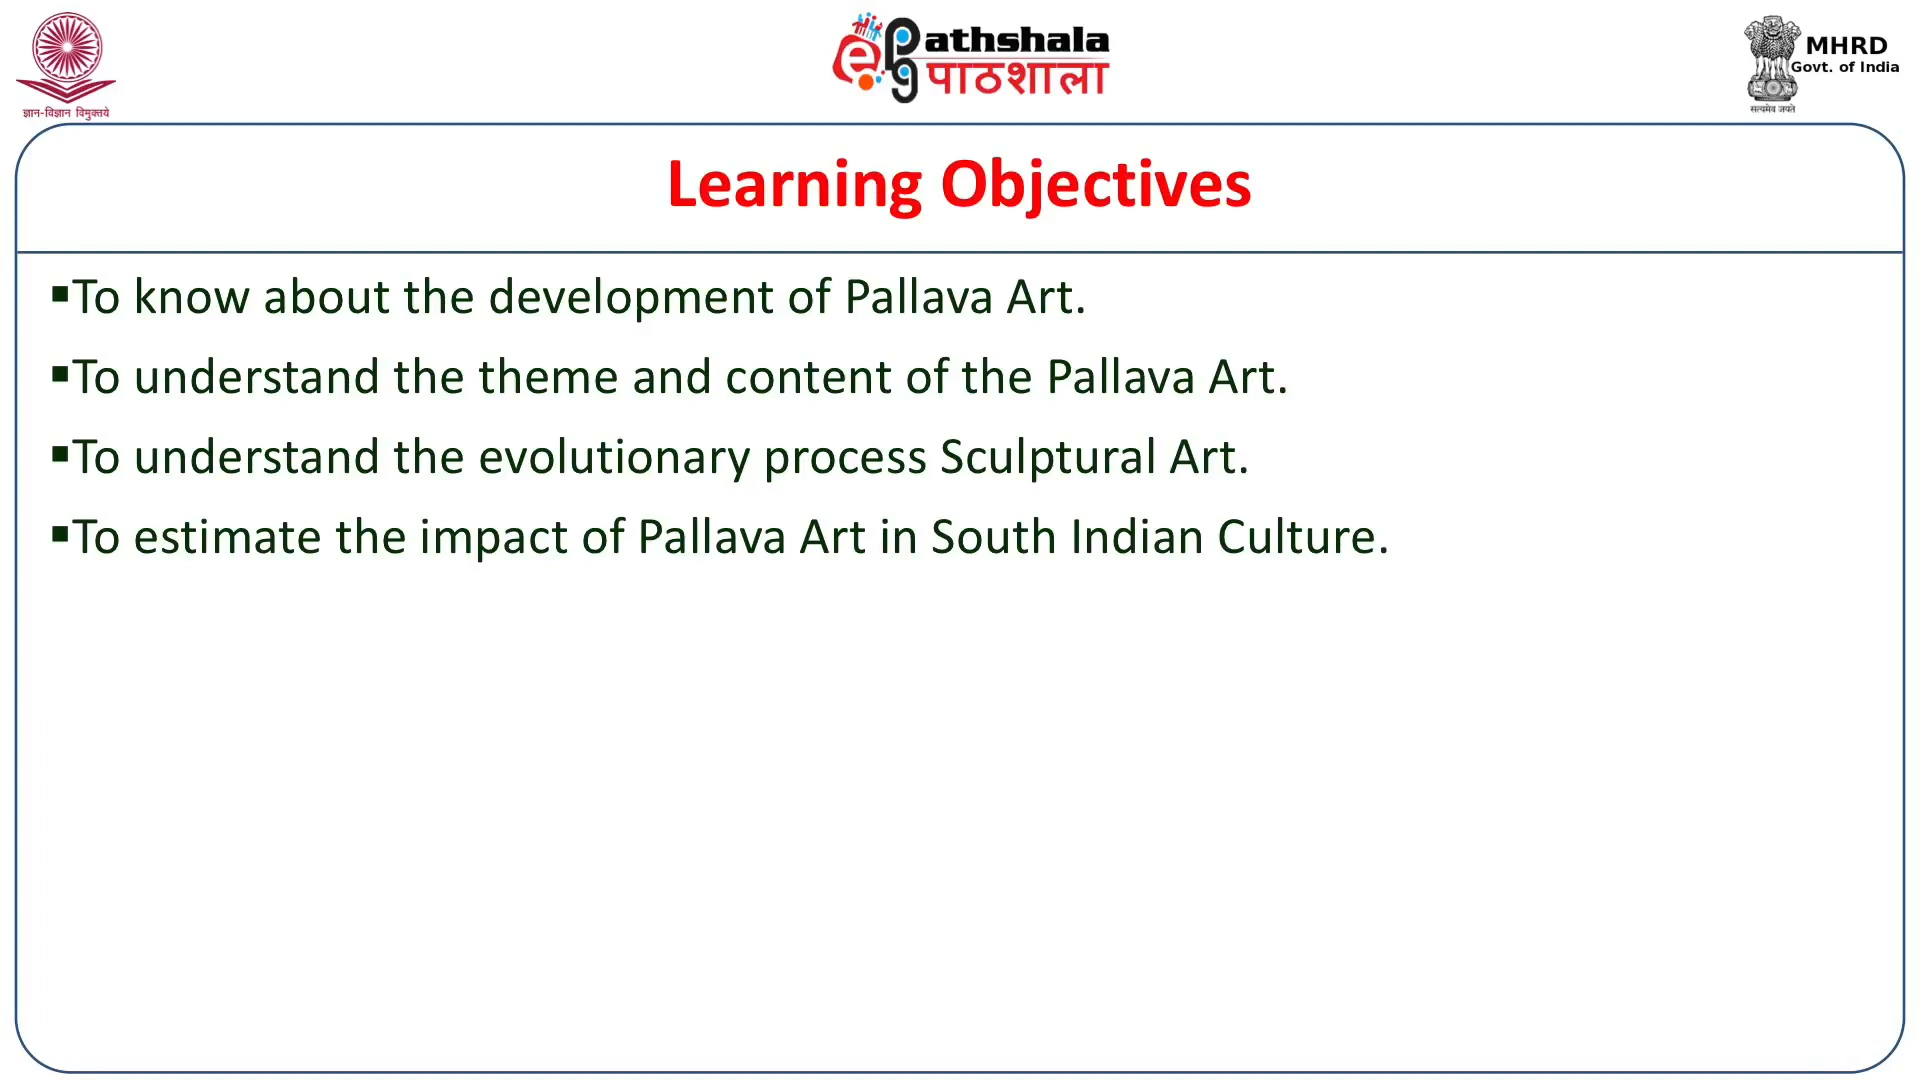 ज्ञान-विज्ञान विमुक्तये
ePathshala
पाठशाला
MHRD
Govt. of India
सत्यमेव जयते
Learning Objectives
▪To know about the development of Pallava Art.
▪To understand the theme and content of the Pallava Art.
▪To understand the evolutionary process Sculptural Art.
▪To estimate the impact of Pallava Art in South Indian Culture.